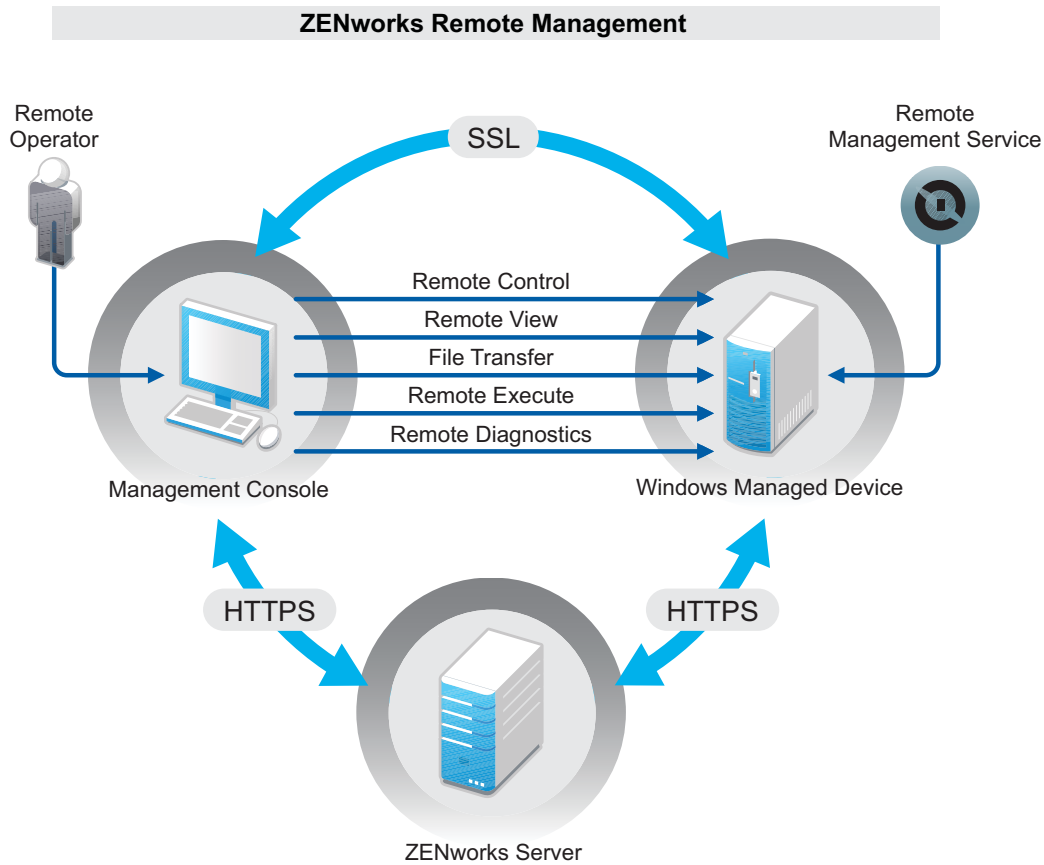 ZENworks Remote Management
Remote
Operator
SSL
Remote
Management Service
Remote Control
Remote View
File Transfer
Remote Execute
Remote Diagnostics
Management Console
Windows Managed Device
HTTPS
HTTPS
ZENworks Server